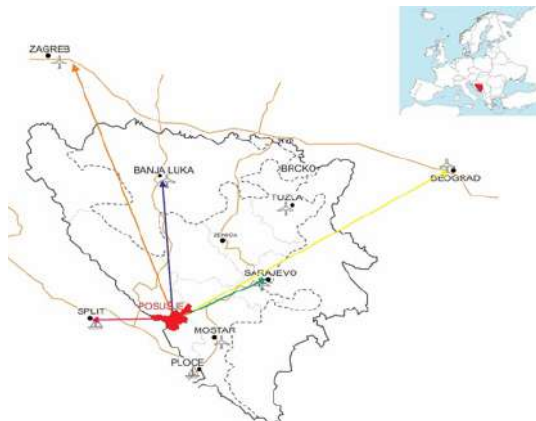 ZAGREB
BANJA LUKA
BRCKO
BEOGRAD
TUZLA
ZENICA
SARAJEVO
POSUSJE
SPLIT
MOSTAR
PLOCE